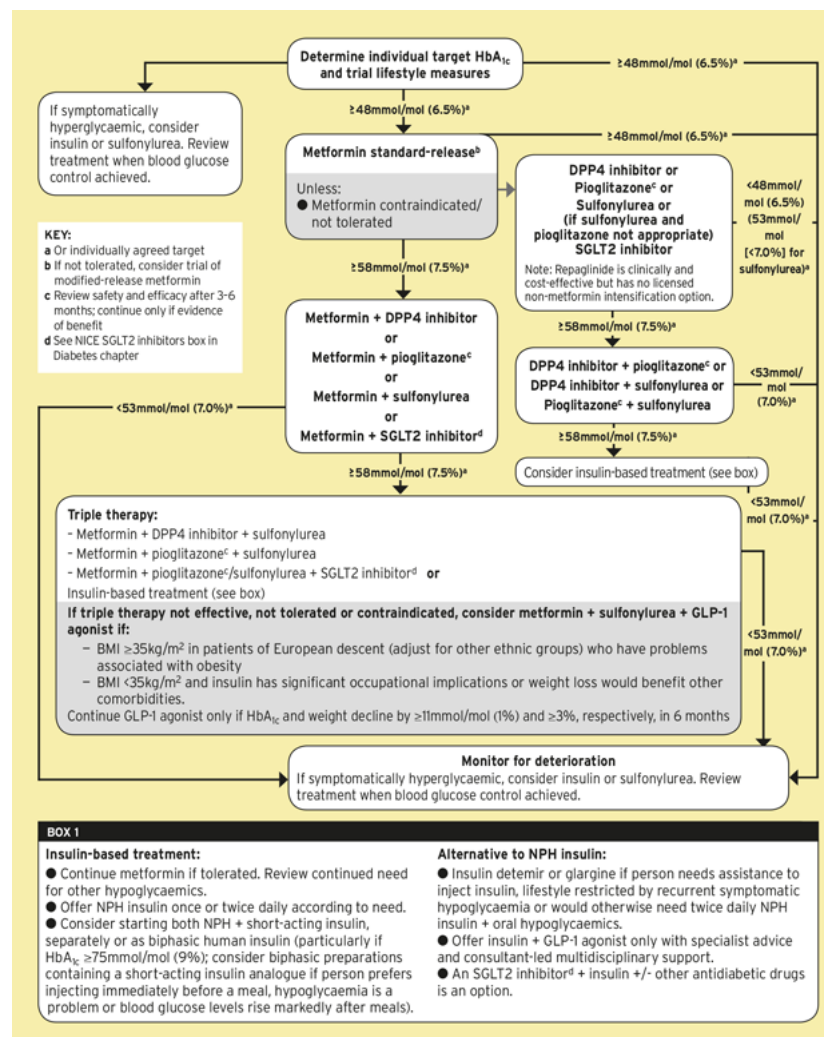 Determine individual target HbA1c
and trial lifestyle measures
≥48mmol/mol (6.5%)ᵃ
If symptomatically
hyperglycaemic, consider
insulin or sulfonylurea. Review
treatment when blood glucose
control achieved.
≥48mmol/mol (6.5%)ᵃ
≥48mmol/mol (6.5%)ᵃ
Metformin standard-releaseᵇ
Unless:
● Metformin contraindicated/
not tolerated
DPP4 inhibitor or
Pioglitazoneᶜ or
Sulfonylurea or
(if sulfonylurea and
pioglitazone not appropriate)
SGLT2 inhibitor
Note: Repaglinide is clinically and
cost-effective but has no licensed
non-metformin intensification option.
<48mmol/
mol (6.5%)
(53mmol/
mol
[<7.0%] for
sulfonylurea)ᵃ
KEY:
a Or individually agreed target
b If not tolerated, consider trial of
modified-release metformin
c Review safety and efficacy after 3-6
months; continue only if evidence
of benefit
d See NICE SGLT2 inhibitors box in
Diabetes chapter
≥58mmol/mol (7.5%)ᵃ
≥58mmol/mol (7.5%)ᵃ
Metformin + DPP4 inhibitor
or
Metformin + pioglitazoneᶜ
or
Metformin + sulfonylurea
or
Metformin + SGLT2 inhibitorᵈ
DPP4 inhibitor + pioglitazoneᶜ or
DPP4 inhibitor + sulfonylurea or
Pioglitazoneᶜ + sulfonylurea
<53mmol/
mol
(7.0%)ᵃ
<53mmol/mol (7.0%)ᵃ
≥58mmol/mol (7.5%)ᵃ
Consider insulin-based treatment (see box)
≥58mmol/mol (7.5%)ᵃ
<53mmol/
mol (7.0%)ᵃ
Triple therapy:
- Metformin + DPP4 inhibitor + sulfonylurea
- Metformin + pioglitazoneᶜ + sulfonylurea
- Metformin + pioglitazoneᶜ/sulfonylurea + SGLT2 inhibitorᵈ or
Insulin-based treatment (see box)
If triple therapy not effective, not tolerated or contraindicated, consider metformin + sulfonylurea + GLP-1
agonist if:
– BMI ≥35kg/m² in patients of European descent (adjust for other ethnic groups) who have problems
associated with obesity
– BMI <35kg/m² and insulin has significant occupational implications or weight loss would benefit other
comorbidities.
Continue GLP-1 agonist only if HbA1c and weight decline by ≥11mmol/mol (1%) and ≥3%, respectively, in 6 months
<53mmol/
mol (7.0%)ᵃ
Monitor for deterioration
If symptomatically hyperglycaemic, consider insulin or sulfonylurea. Review
treatment when blood glucose control achieved.
BOX 1
Insulin-based treatment:
● Continue metformin if tolerated. Review continued need
for other hypoglycaemics.
● Offer NPH insulin once or twice daily according to need.
● Consider starting both NPH + short-acting insulin,
separately or as biphasic human insulin (particularly if
HbA1c ≥75mmol/mol (9%); consider biphasic preparations
containing a short-acting insulin analogue if person prefers
injecting immediately before a meal, hypoglycaemia is a
problem or blood glucose levels rise markedly after meals).
Alternative to NPH insulin:
● Insulin detemir or glargine if person needs assistance to
inject insulin, lifestyle restricted by recurrent symptomatic
hypoglycaemia or would otherwise need twice daily NPH
insulin + oral hypoglycaemics.
● Offer insulin + GLP-1 agonist only with specialist advice
and consultant-led multidisciplinary support.
● An SGLT2 inhibitorᵈ + insulin +/- other antidiabetic drugs
is an option.